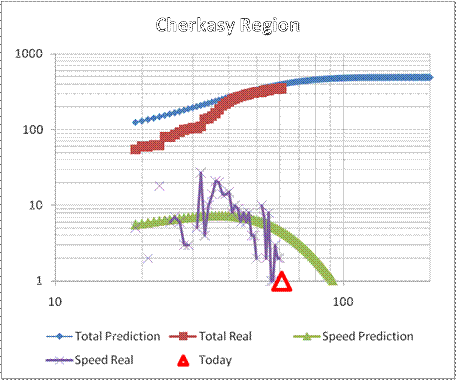 Cherkasy Region
1000
100
10
1
10
100
Total Prediction
Total Real
Speed Prediction
Speed Real
Today